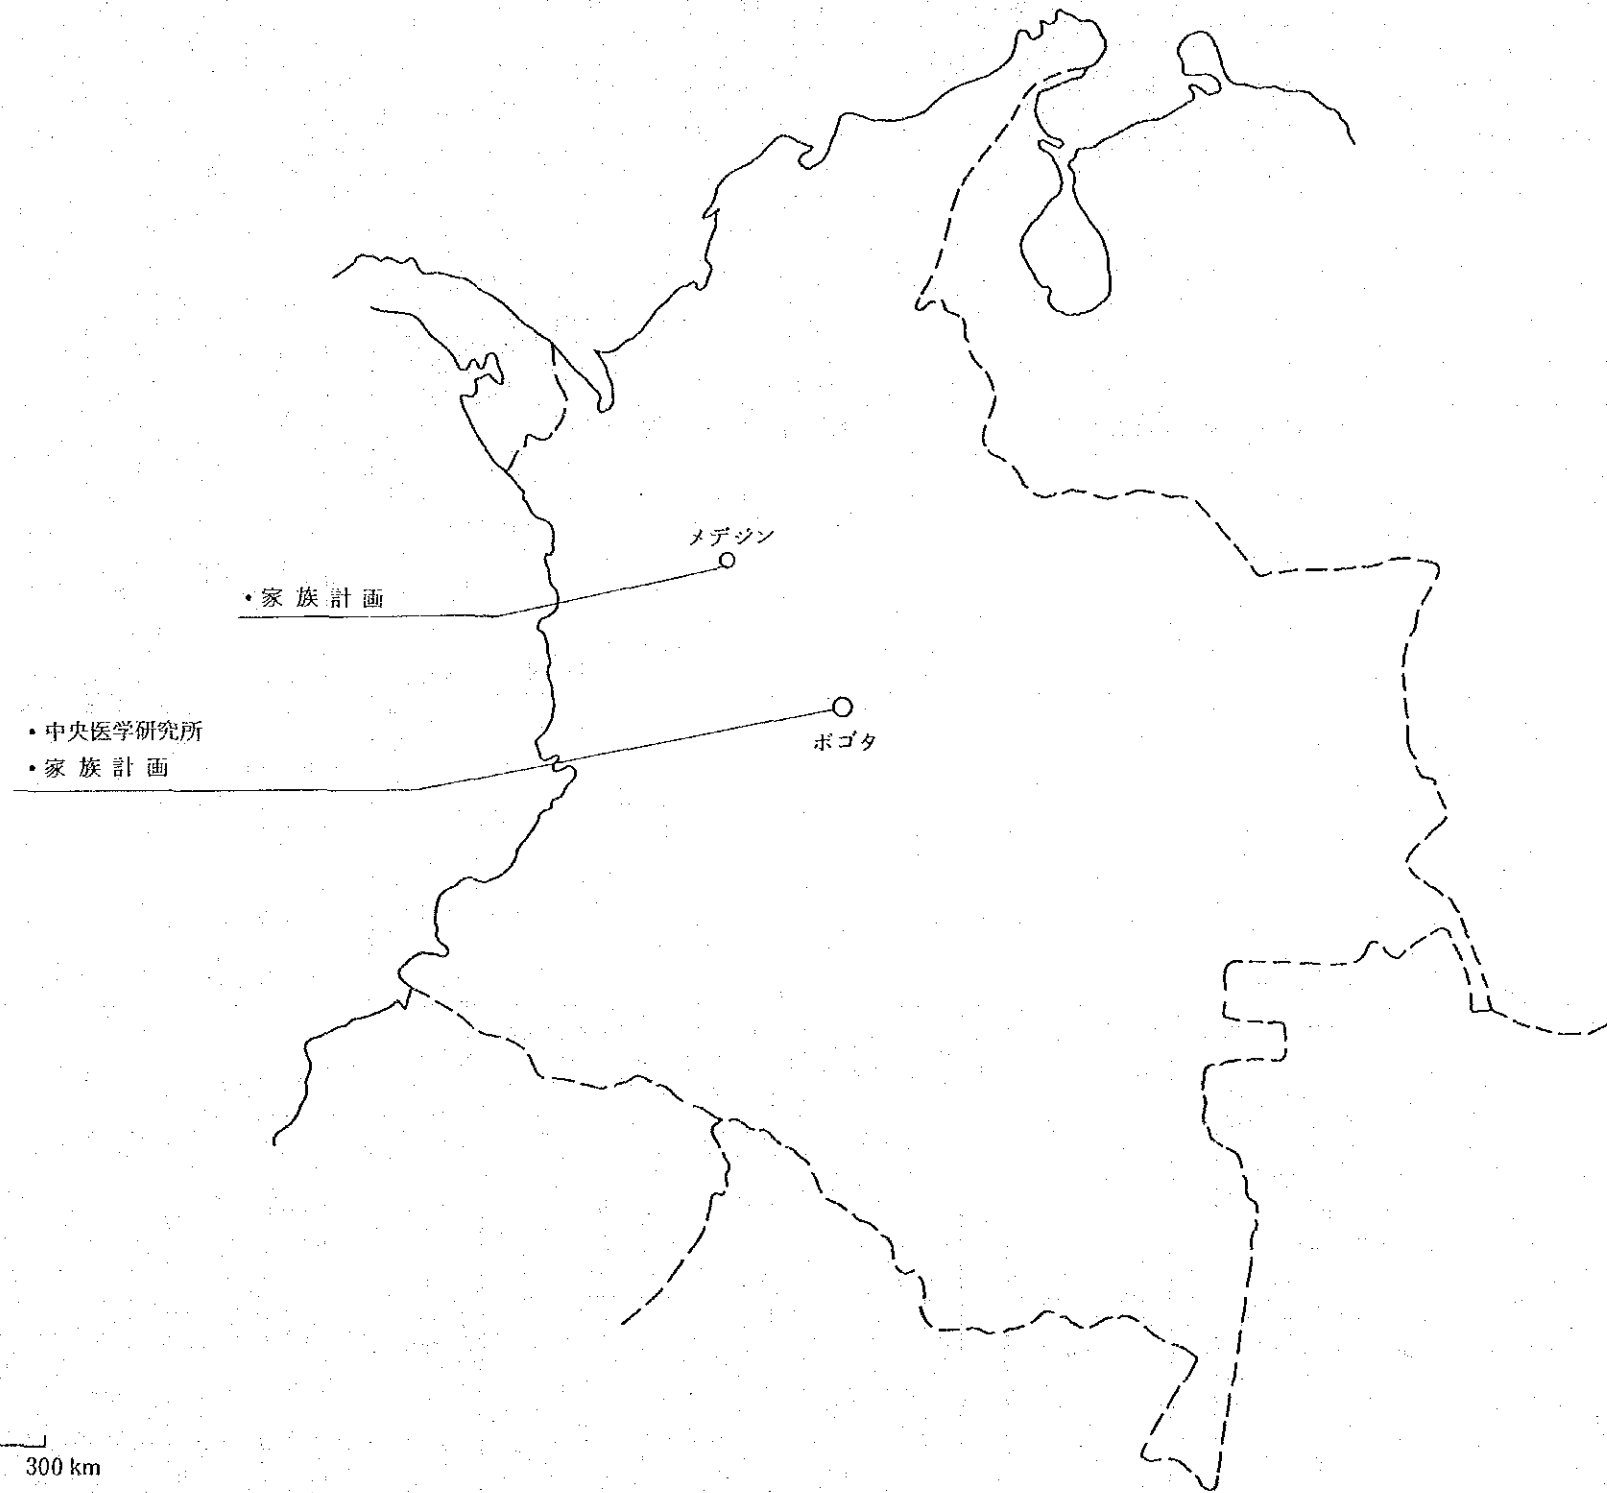 メデジン
・家族計画
・中央医学研究所
・家族計画
ボゴタ
300 km